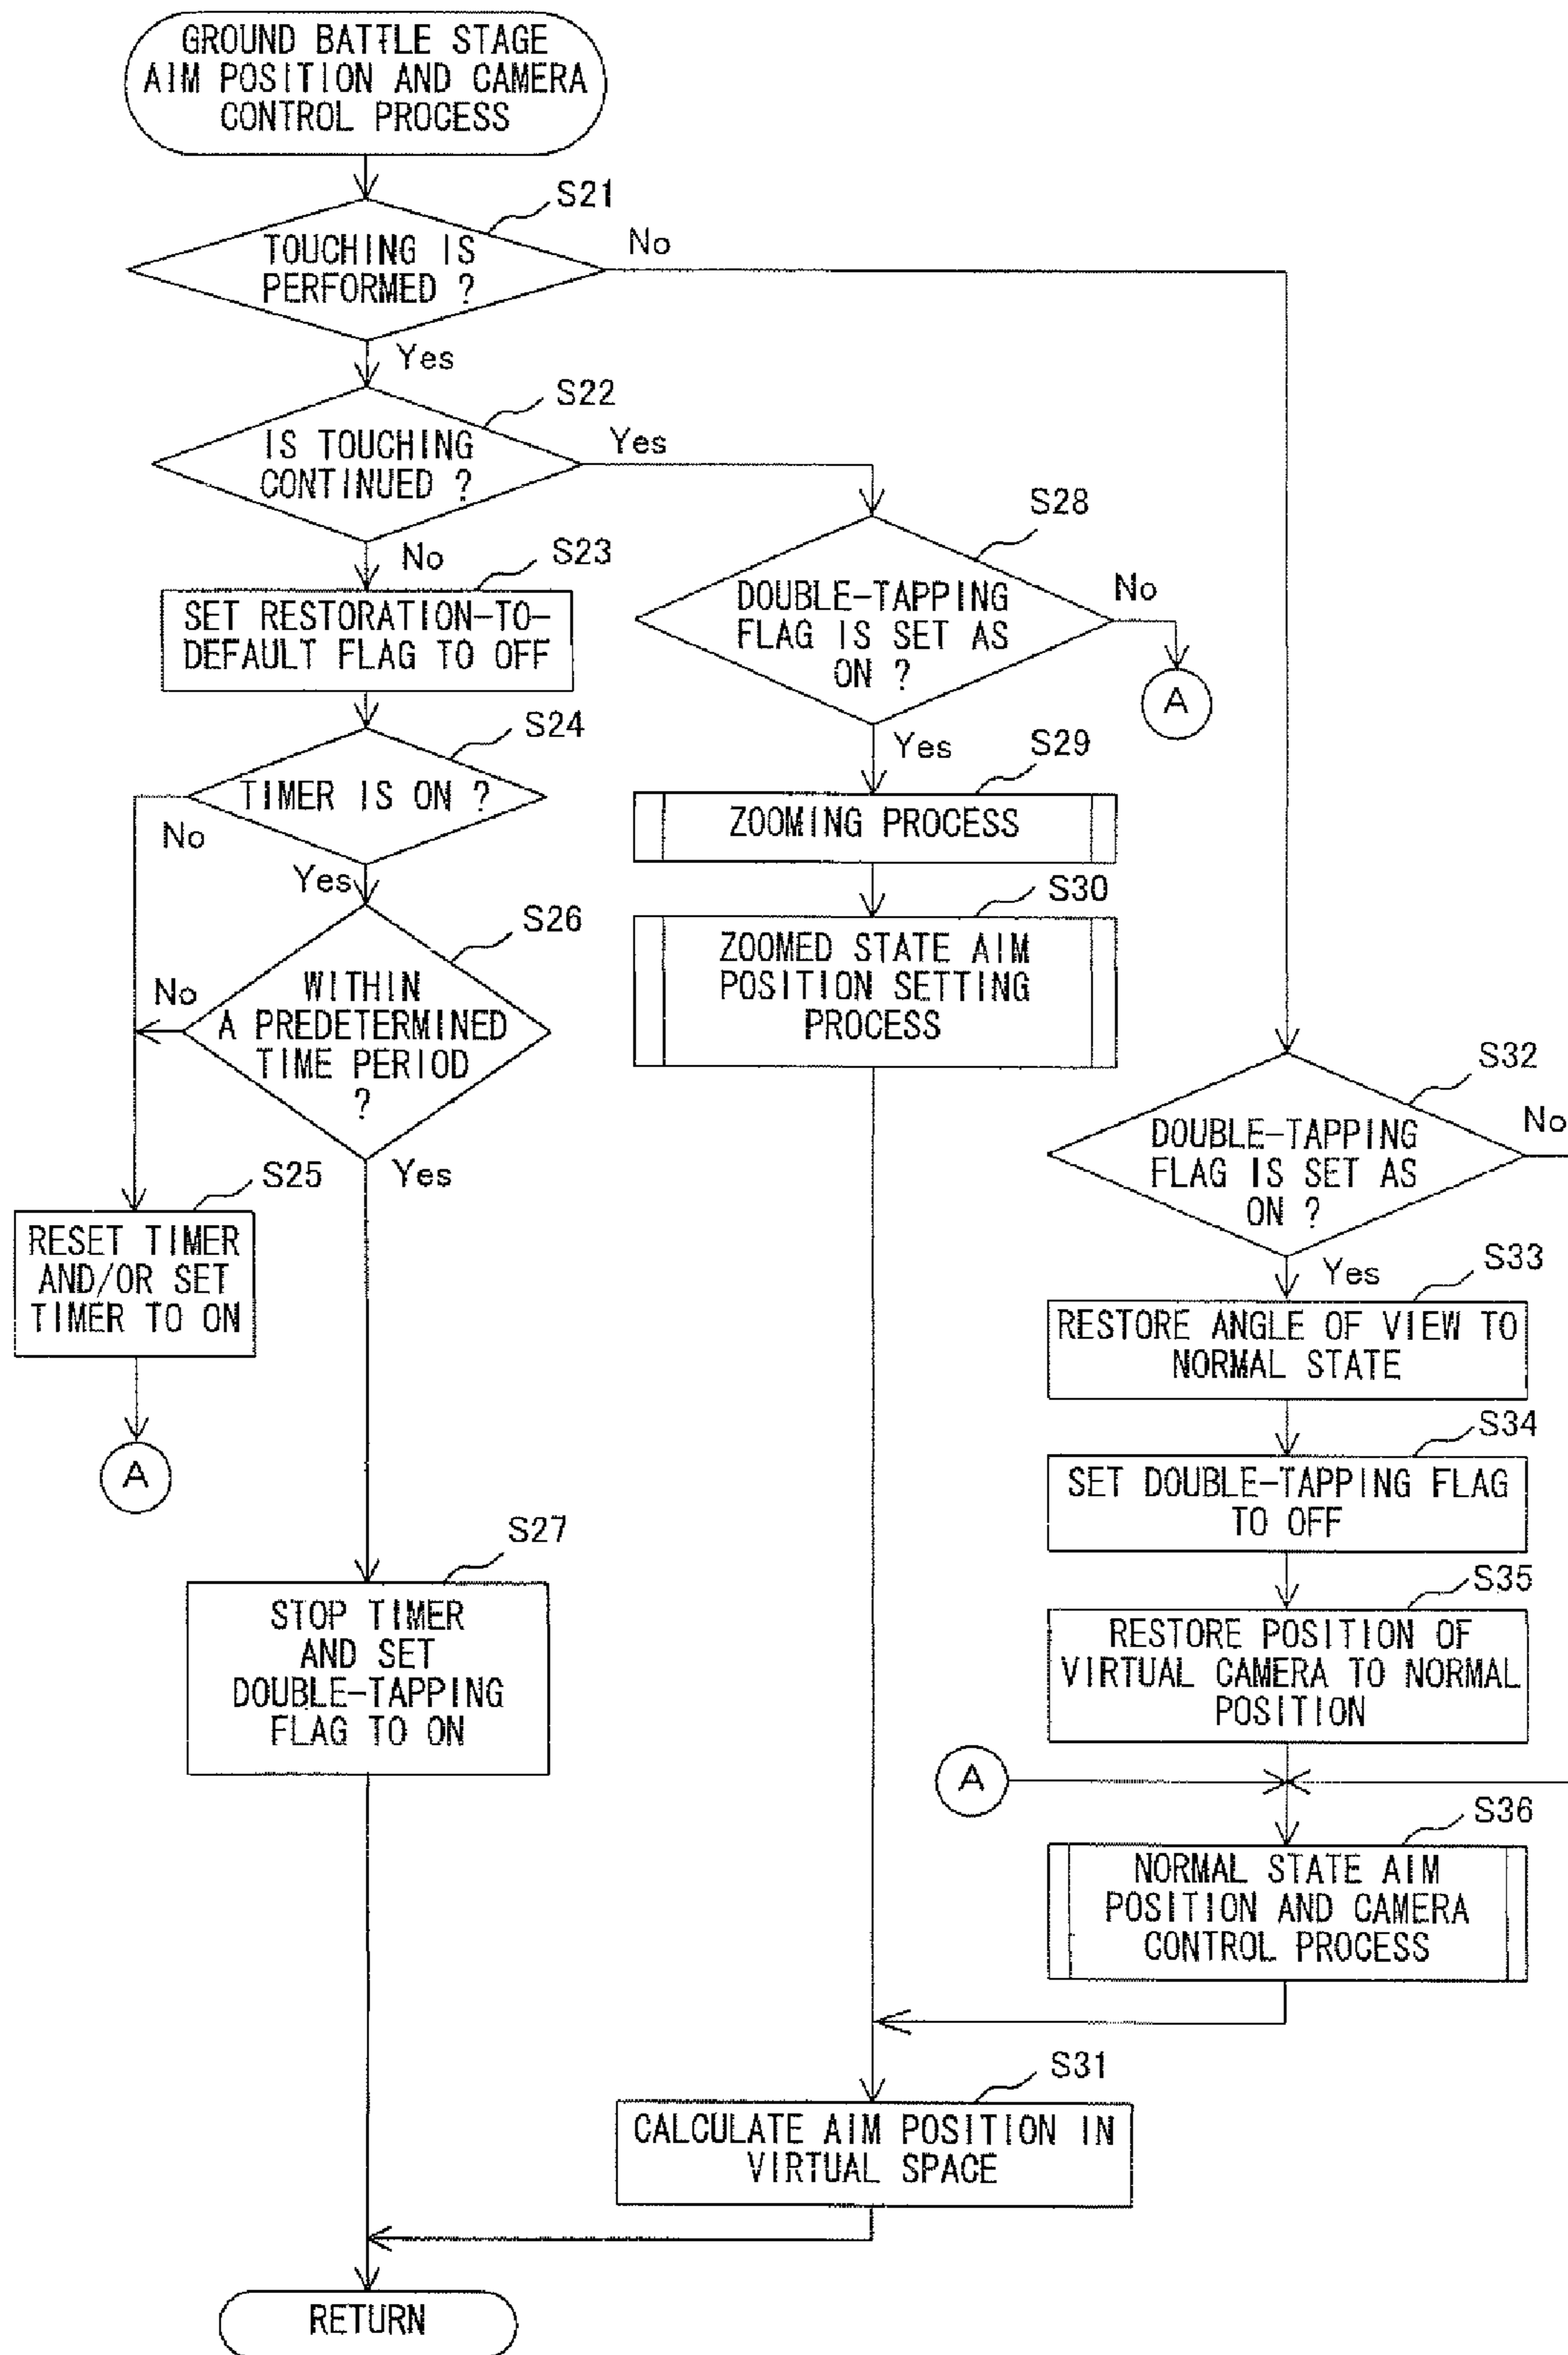 GROUND BATTLE STAGE
AIM POSITION AND CAMERA
CONTROL PROCESS
S21
TOUCHING IS
PERFORMED ?
No
Yes
S22
IS TOUCHING
CONTINUED ?
Yes
No
S23
SET RESTORATION-TO-
DEFAULT FLAG TO OFF
S24
TIMER IS ON ?
No
Yes
S26
WITHIN
A PREDETERMINED
TIME PERIOD
?
No
Yes
S25
RESET TIMER
AND/OR SET
TIMER TO ON
A
S27
STOP TIMER
AND SET
DOUBLE-TAPPING
FLAG TO ON
S28
DOUBLE-TAPPING
FLAG IS SET AS
ON ?
No
A
Yes
S29
ZOOMING PROCESS
S30
ZOOMED STATE AIM
POSITION SETTING
PROCESS
S32
DOUBLE-TAPPING
FLAG IS SET AS
ON ?
No
Yes
S33
RESTORE ANGLE OF VIEW TO
NORMAL STATE
S34
SET DOUBLE-TAPPING FLAG
TO OFF
S35
RESTORE POSITION OF
VIRTUAL CAMERA TO NORMAL
POSITION
A
S36
NORMAL STATE AIM
POSITION AND CAMERA
CONTROL PROCESS
S31
CALCULATE AIM POSITION IN
VIRTUAL SPACE
RETURN